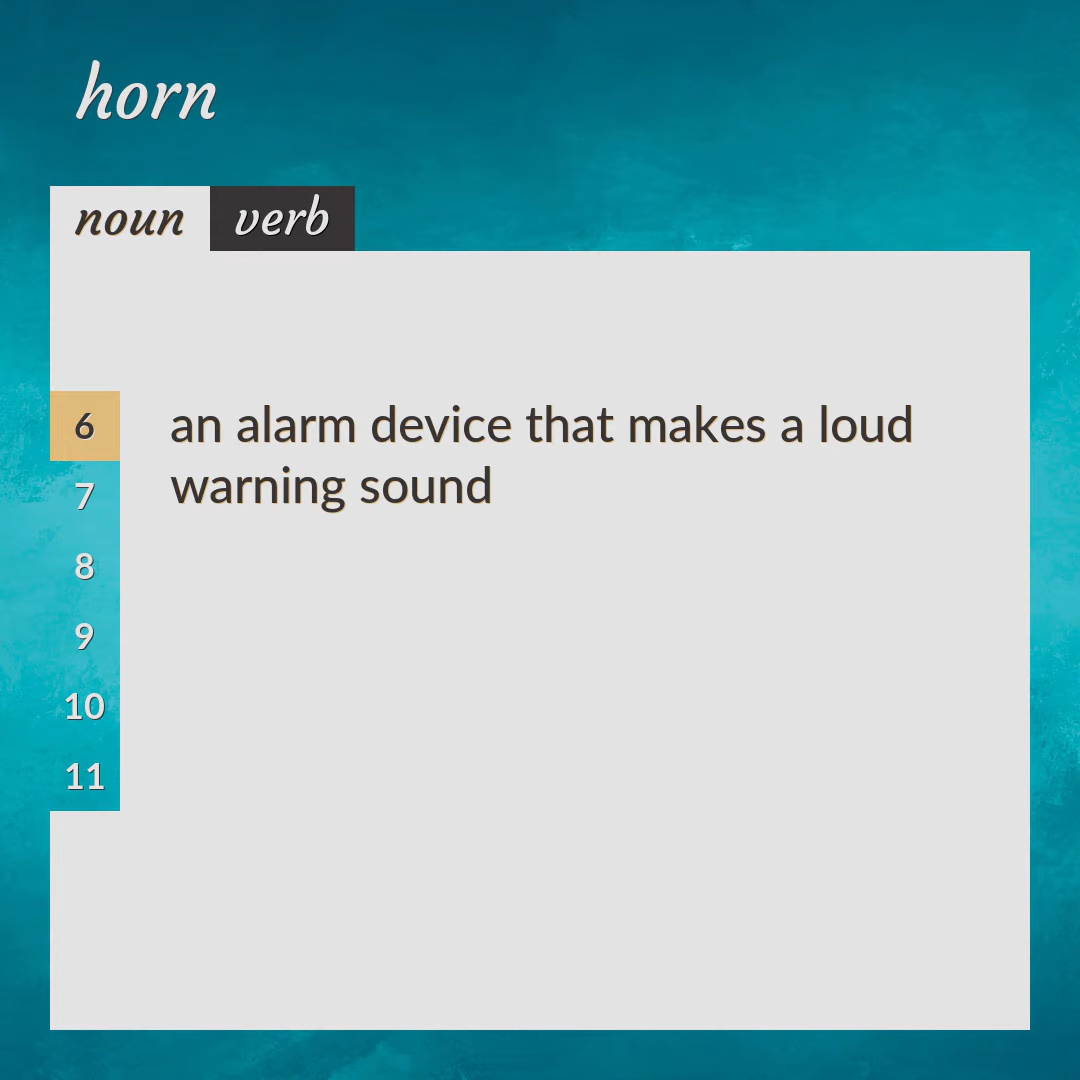 horn
noun verb
6 an alarm device that makes a loud
warning sound
7
8
9
10
11